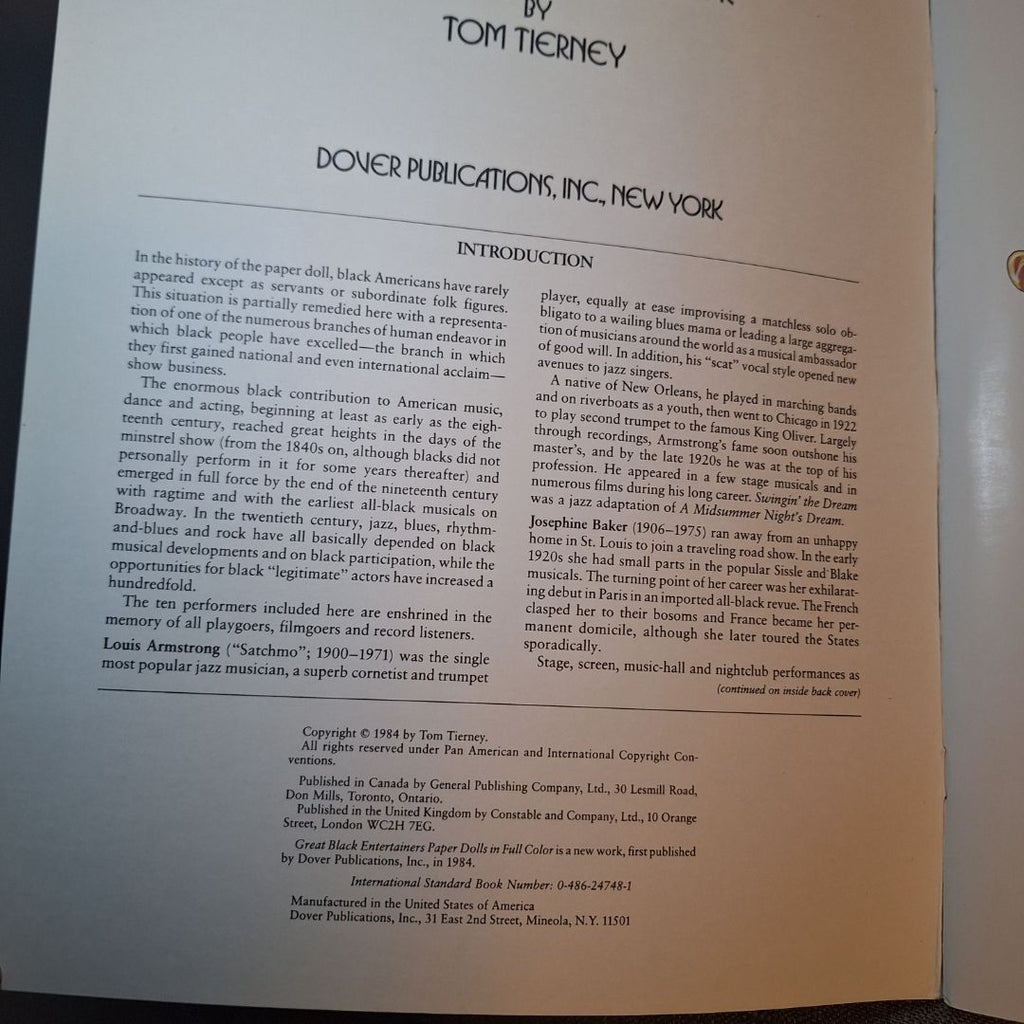 BY
TOM TIERNEY
DOVER PUBLICATIONS, INC., NEW YORK
INTRODUCTION
In the history of the paper doll, black Americans have rarely
appeared except as servants or subordinate folk figures.
This situation is partially remedied here with a representa-
tion of one of the numerous branches of human endeavor in
which black people have excelled—the branch in which
they first gained national and even international acclaim—
show business.
The enormous black contribution to American music,
dance and acting, beginning at least as early as the eigh-
teenth century, reached great heights in the days of the
minstrel show (from the 1840s on, although blacks did not
personally perform in it for some years thereafter) and
emerged in full force by the end of the nineteenth century
with ragtime and with the earliest all-black musicals on
Broadway. In the twentieth century, jazz, blues, rhythm-
and-blues and rock have all basically depended on black
musical developments and on black participation, while the
opportunities for black "legitimate" actors have increased a
hundredfold.
The ten performers included here are enshrined in the
memory of all playgoers, filmgoers and record listeners.
Louis Armstrong ("Satchmo"; 1900–1971) was the single
most popular jazz musician, a superb cornetist and trumpet
player, equally at ease improvising a matchless solo ob-
bligato to a wailing blues mama or leading a large aggrega-
tion of musicians around the world as a musical ambassador
of good will. In addition, his "scat" vocal style opened new
avenues to jazz singers.
A native of New Orleans, he played in marching bands
and on riverboats as a youth, then went to Chicago in 1922
to play second trumpet to the famous King Oliver. Largely
through recordings, Armstrong's fame soon outshone his
master's, and by the late 1920s he was at the top of his
profession. He appeared in a few stage musicals and in
numerous films during his long career. Swingin' the Dream
was a jazz adaptation of A Midsummer Night's Dream.
Josephine Baker (1906–1975) ran away from an unhappy
home in St. Louis to join a traveling road show. In the early
1920s she had small parts in the popular Sissle and Blake
musicals. The turning point of her career was her exhilarat-
ing debut in Paris in an imported all-black revue. The French
clasped her to their bosoms and France became her per-
manent domicile, although she later toured the States
sporadically.
Stage, screen, music-hall and nightclub performances as
(continued on inside back cover)
Copyright © 1984 by Tom Tierney.
All rights reserved under Pan American and International Copyright Con-
ventions.
Published in Canada by General Publishing Company, Ltd., 30 Lesmill Road,
Don Mills, Toronto, Ontario.
Published in the United Kingdom by Constable and Company, Ltd., 10 Orange
Street, London WC2H 7EG.
Great Black Entertainers Paper Dolls in Full Color is a new work, first published
by Dover Publications, Inc., in 1984.
International Standard Book Number: 0-486-24748-1
Manufactured in the United States of America
Dover Publications, Inc., 31 East 2nd Street, Mineola, N.Y. 11501